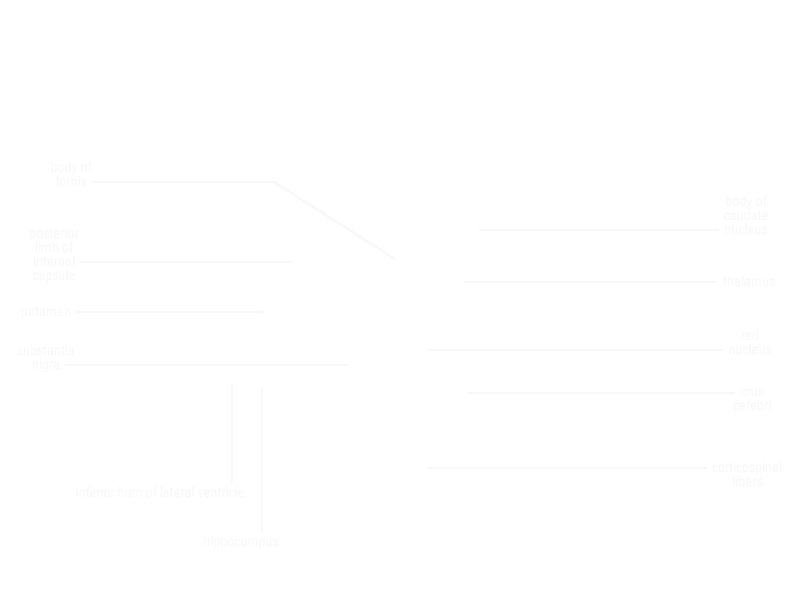 body of
fornix
posterior
limb of
internal
capsule
putamen
substantia
nigra
inferior horn of lateral ventricle
hippocampus
body of
caudate
nucleus
thalamus
red
nucleus
crus
cerebri
corticospinal
fibers